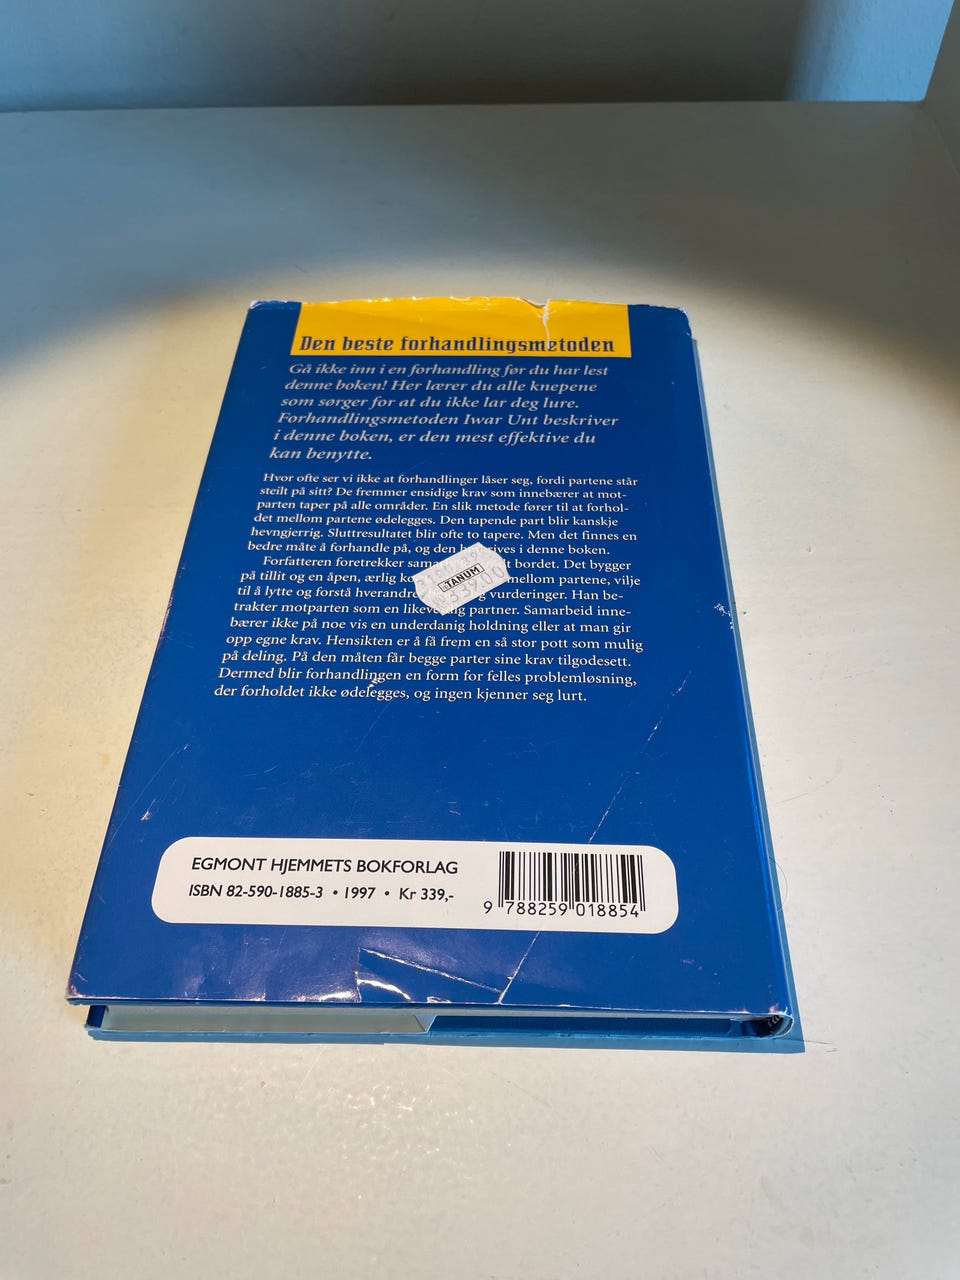 Den beste forhandlingsmetoden
Gå ikke inn i en forhandling før du har lest
denne boken! Her lærer du alle knepene
som sørger for at du ikke lar deg lure.
Forhandlingsmetoden Iwar Unt beskriver
i denne boken, er den mest effektive du
kan benytte.
Hvor ofte ser vi ikke at forhandlinger låser seg, fordi partene står
steilt på sitt? De fremmer ensidige krav som innebærer at mot-
parten taper på alle områder. En slik metode fører til at forhol-
det mellom partene ødelegges. Den tapende part blir kanskje
hevngjerrig. Sluttresultatet blir ofte to tapere. Men det finnes en
bedre måte å forhandle på, og den i denne boken.
Forfatteren foretrekker bordet. Det bygger
på tillit og en åpen, ærlig mellom partene, vilje
til å lytte og forstå hverandres vurderingar. Han be-
trakter motparten som en likeverdig partner. Samarbeid inne-
bærer ikke på noe vis en underdanig holdning eller at man gir
opp egne krav. Hensikten er å få frem en så stor pott som mulig
på deling. På den måten får begge parter sine krav tilgodesett.
Dermed blir forhandlingen en form for felles problemløsning,
der forholdet ikke ødelegges, og ingen kjenner seg lurt.
TANUM
339.00
EGMONT HJEMMETS BOKFORLAG
ISBN 82-590-1885-3 • 1997 • Kr 339,-
9 788259 018854